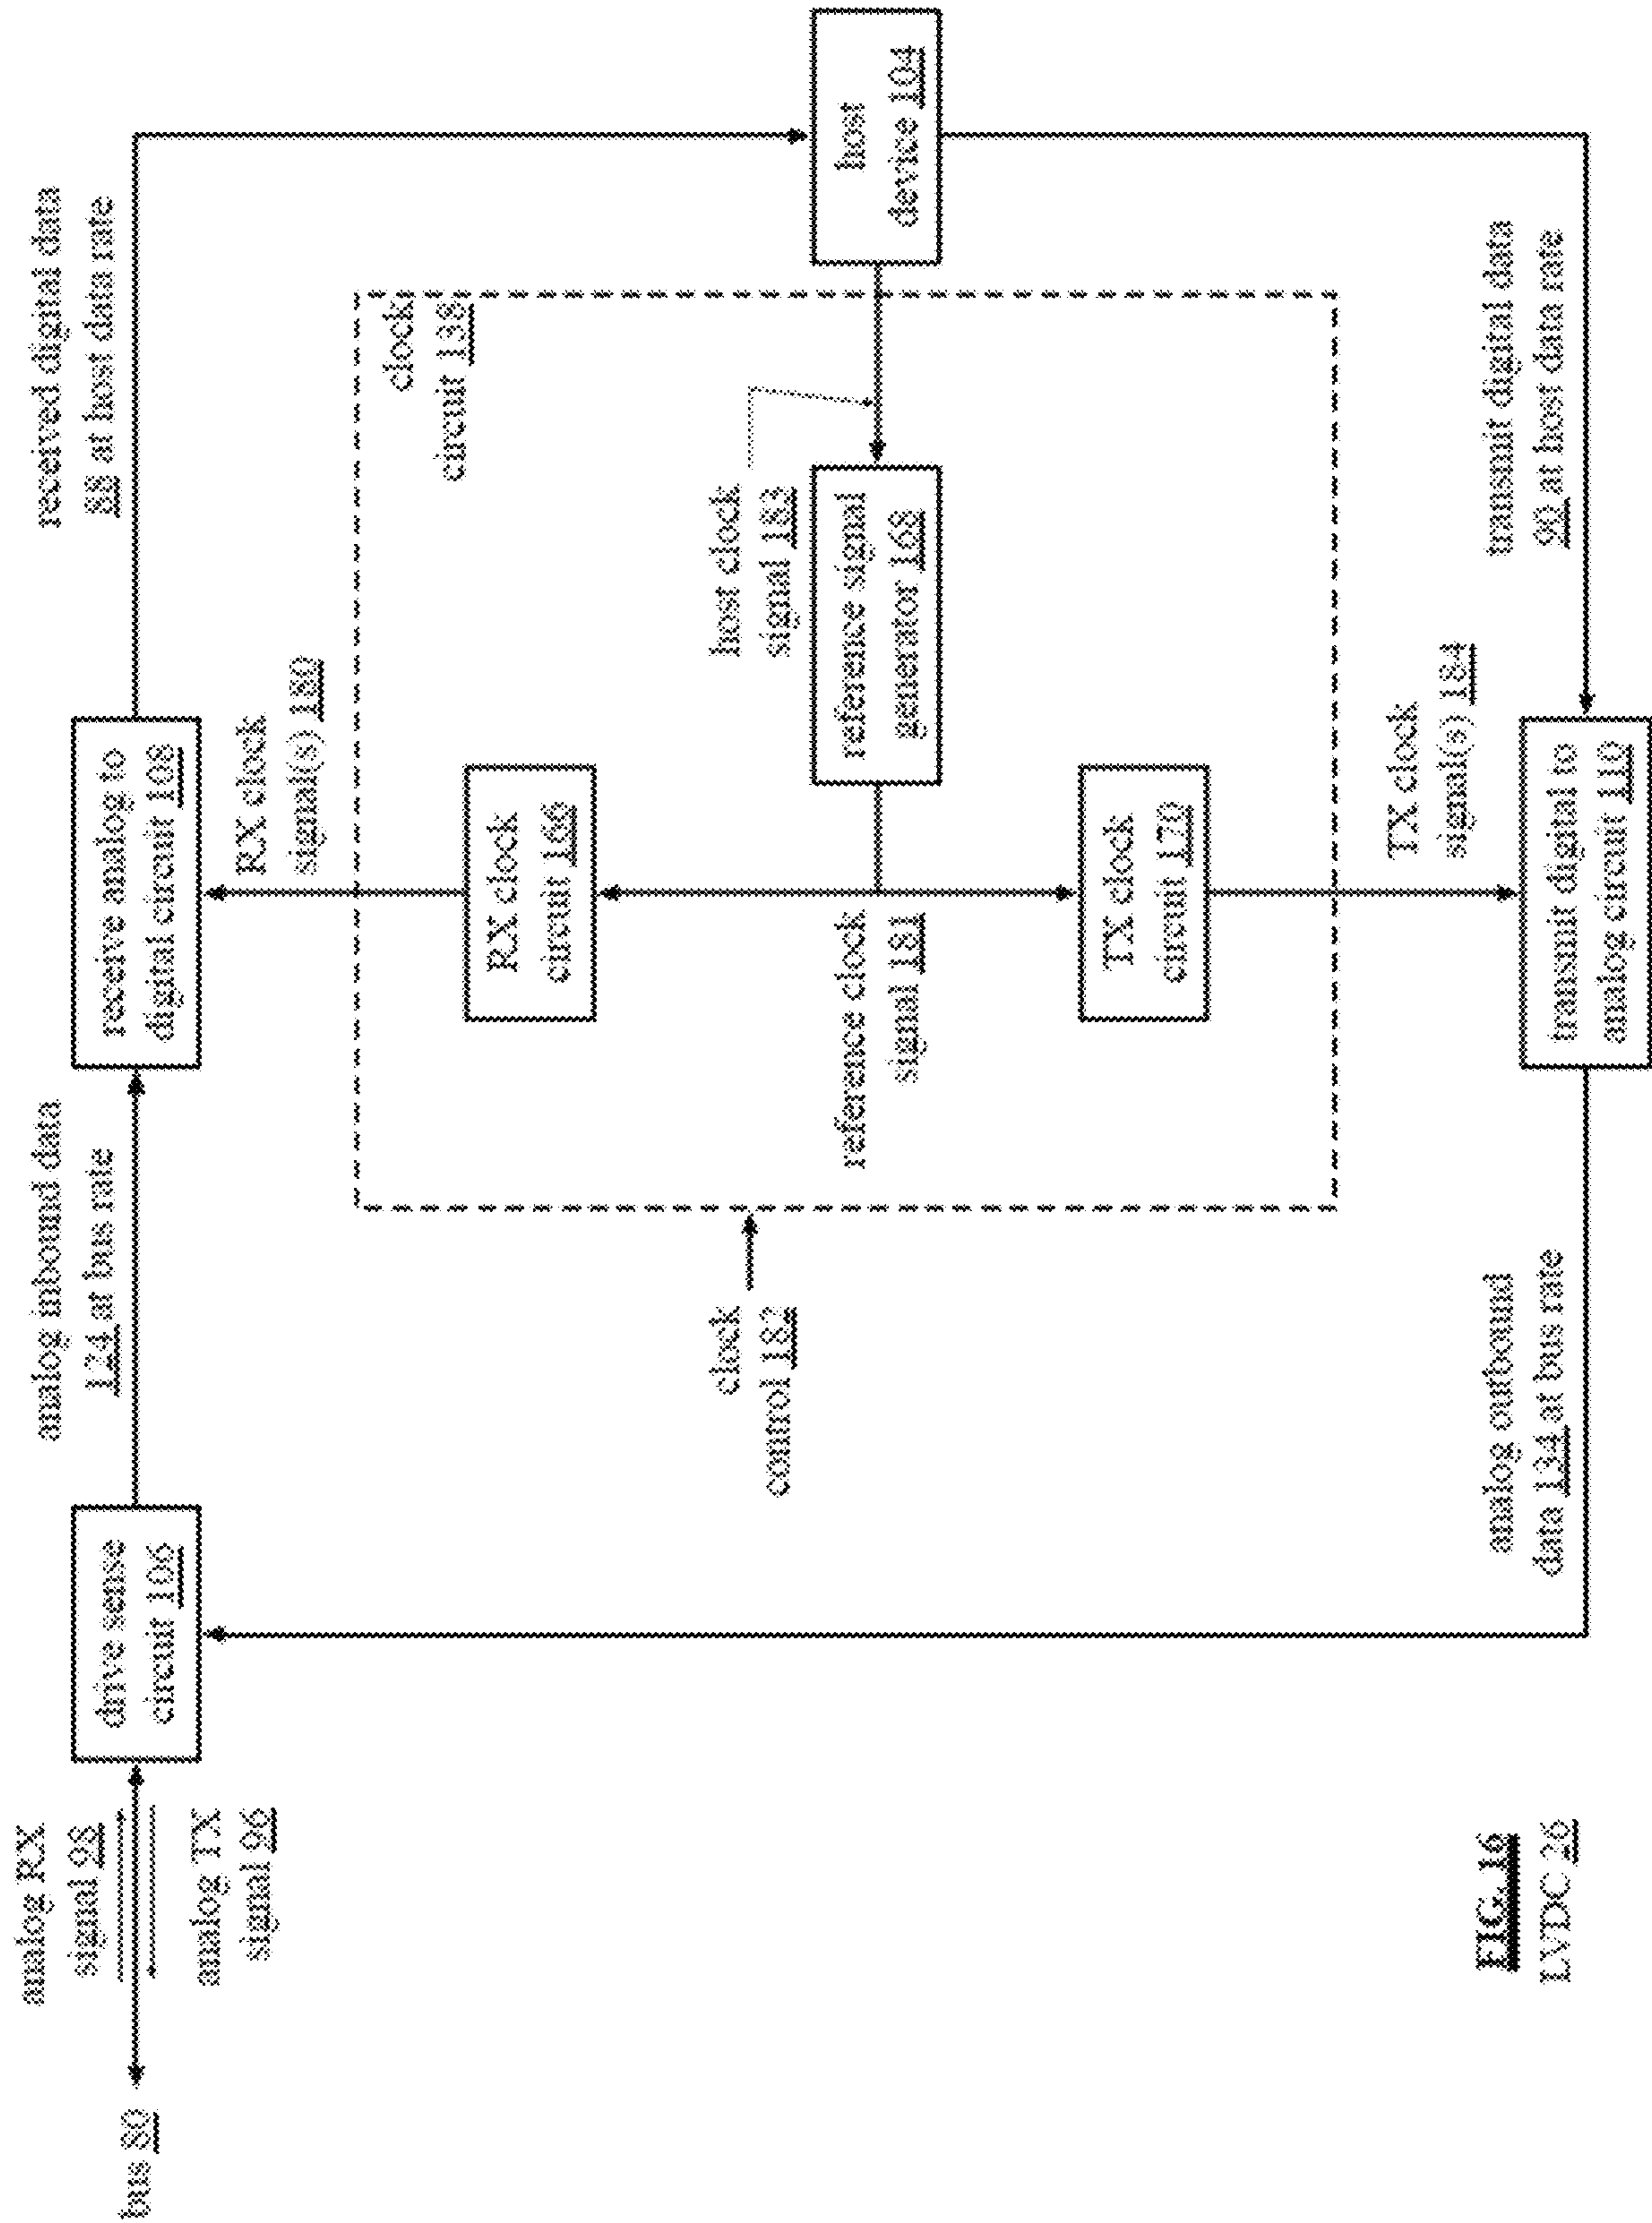 analog RX
signal 98
bus 80
analog TX
signal 96
drive sense
circuit 106
analog inbound data
124 at bus rate
receive analog to
digital circuit 108
received digital data
88 at host data rate
RX clock
signal(s) 180
clock
circuit 138
RX clock
circuit 166
host clock
signal 183
clock
control 182
reference clock
signal 181
reference signal
generator 168
host
device 104
TX clock
circuit 170
TX clock
signal(s) 184
analog outbound
data 134 at bus rate
transmit digital to
analog circuit 110
transmit digital data
90 at host data rate
FIG. 16
LVDC 26